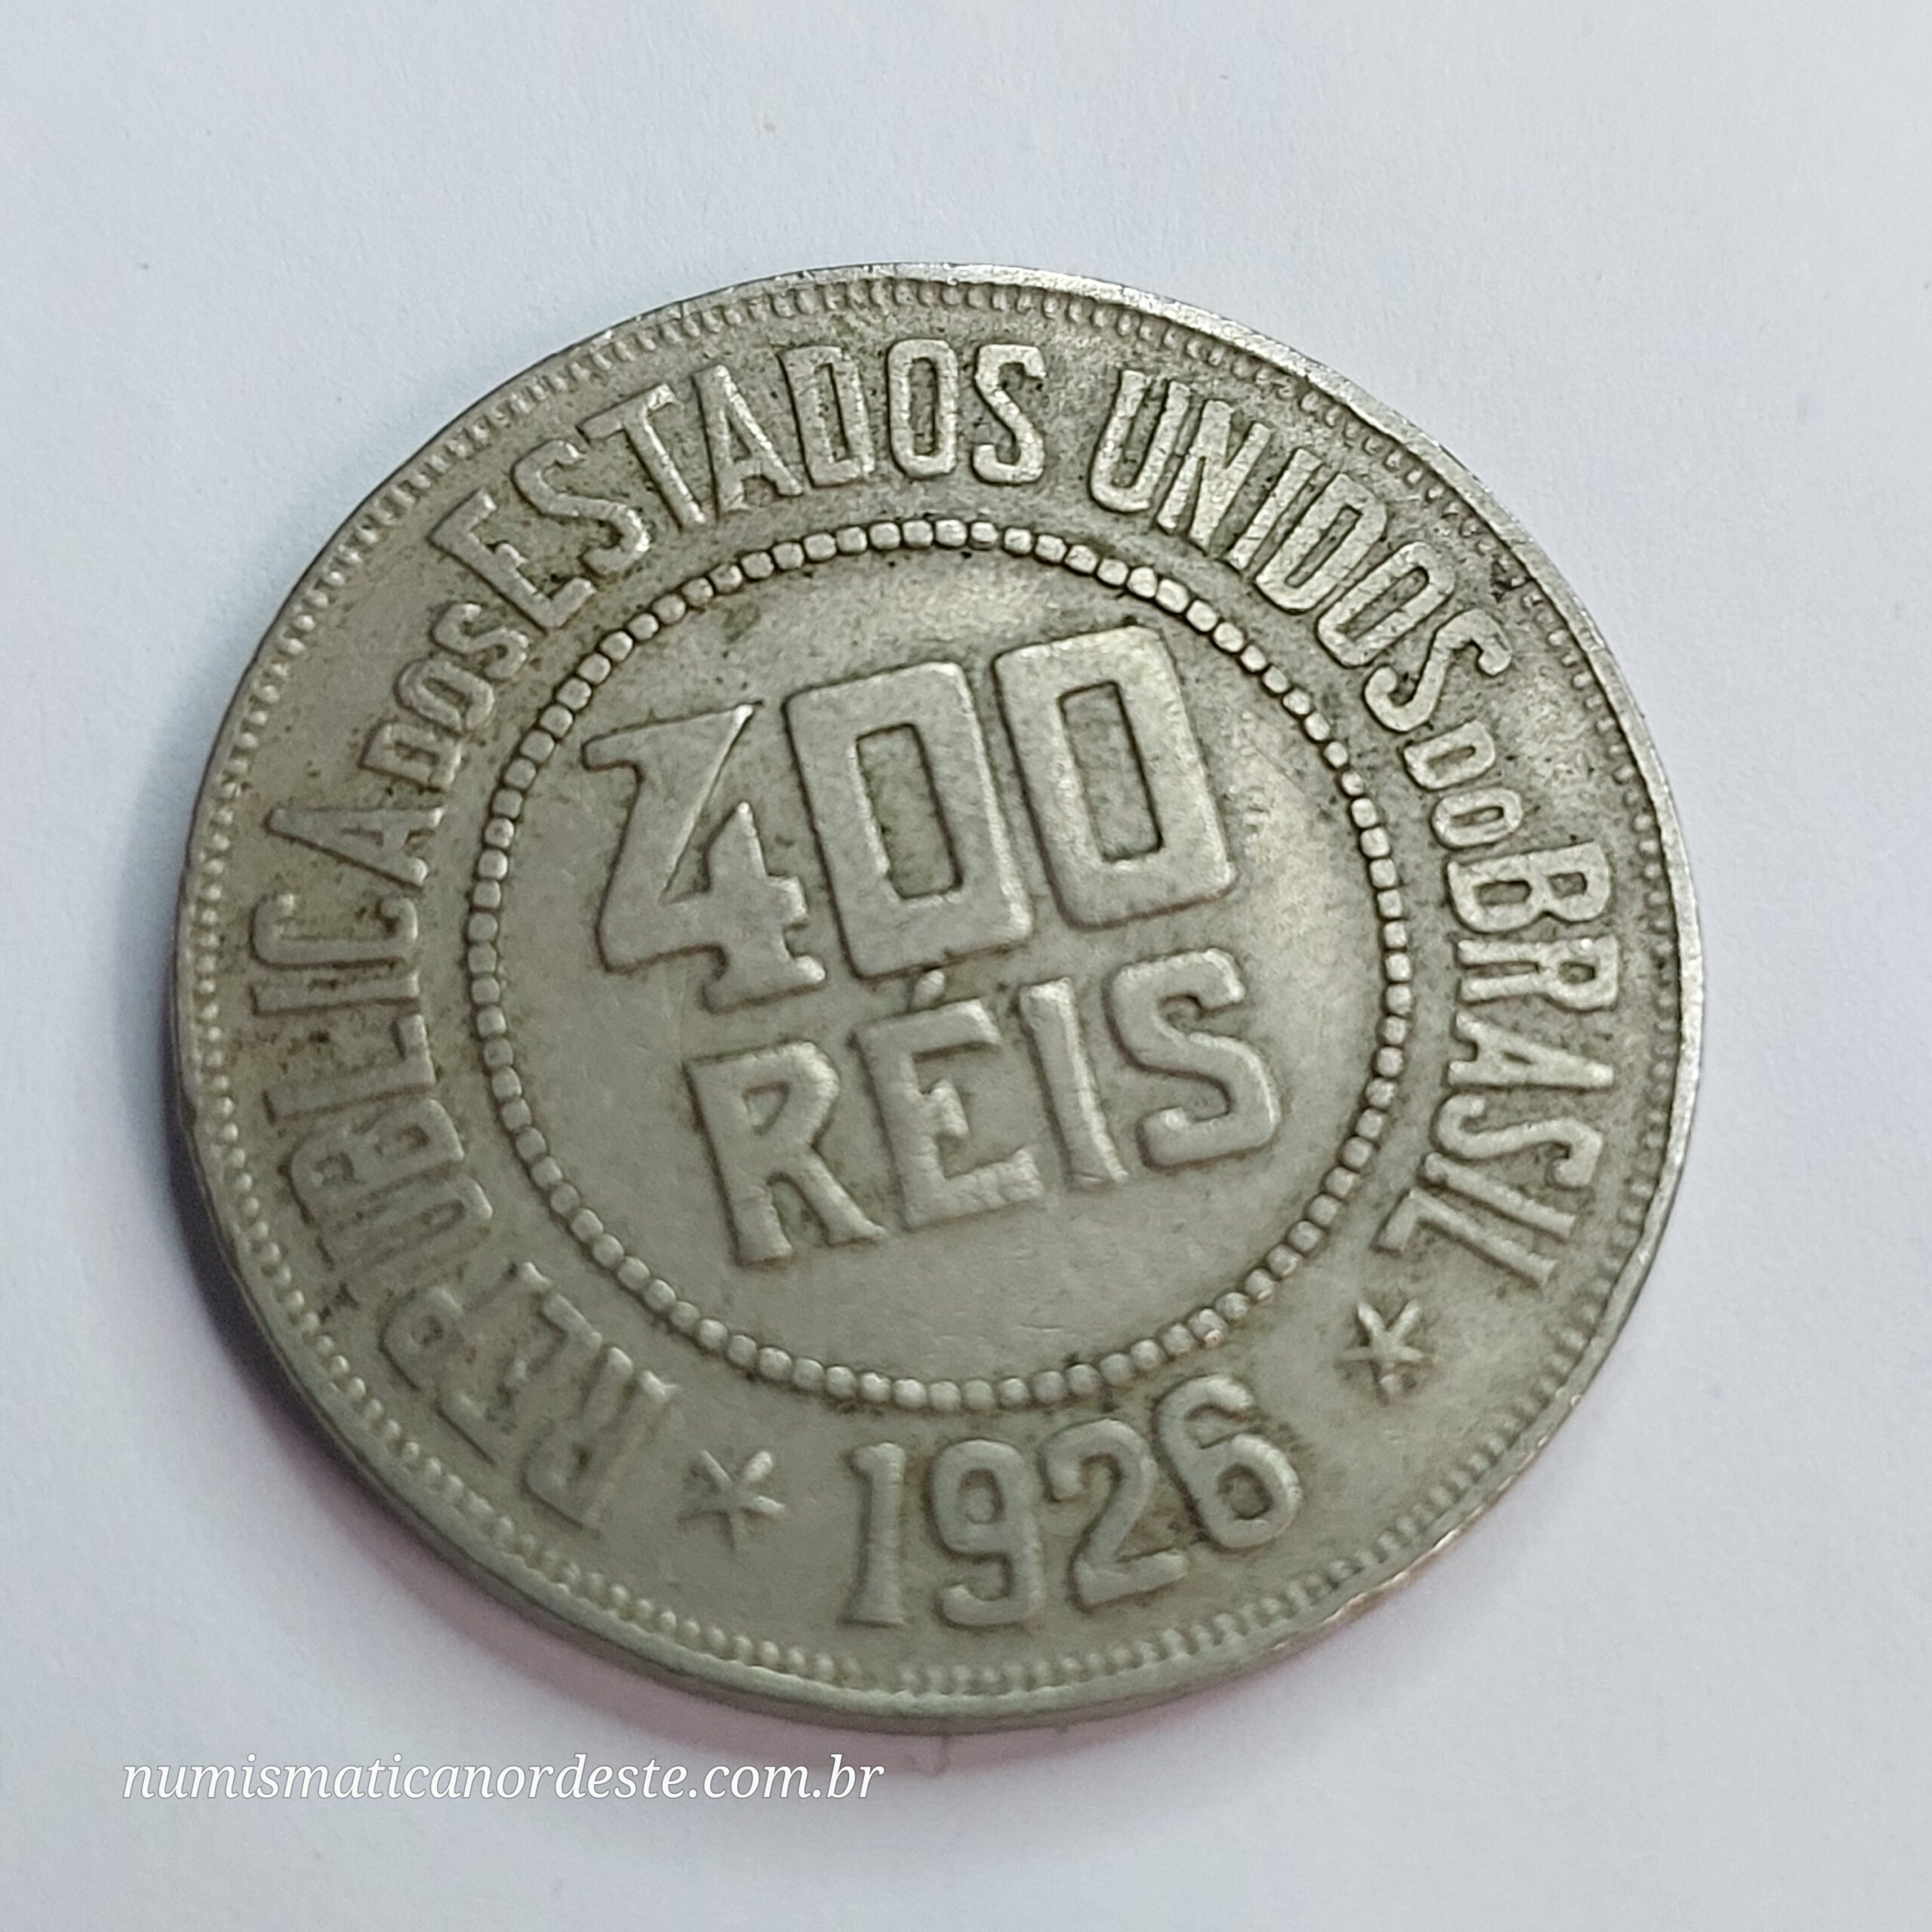 REPUBLICA DOS ESTADOS UNIDOS DO BRASIL
400
RÉIS
* 1926 *
numismaticanordeste.com.br